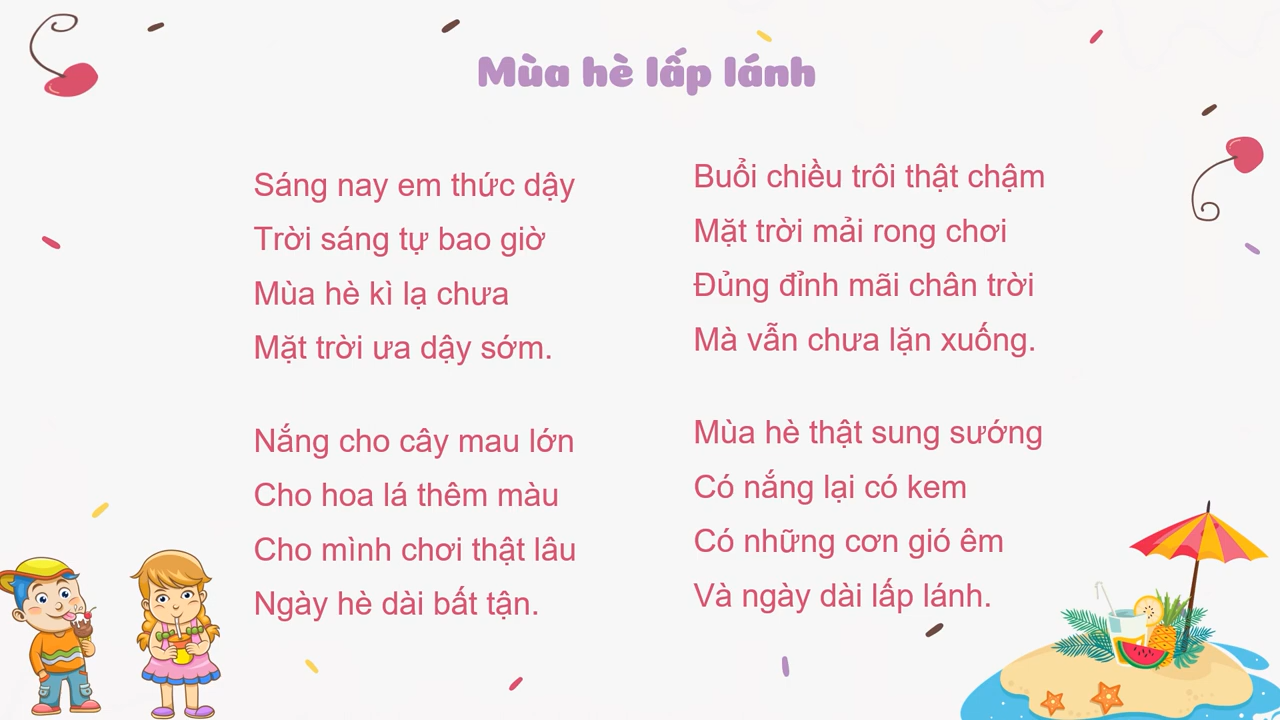 Mùa hè lấp lánh
Sáng nay em thức dậy
Trời sáng tự bao giờ
Mùa hè kì lạ chưa
Mặt trời ưa dậy sớm.
Nắng cho cây mau lớn
Cho hoa lá thêm màu
Cho mình chơi thật lâu
Ngày hè dài bất tận.
Buổi chiều trôi thật chậm
Mặt trời mải rong chơi
Đủng đỉnh mãi chân trời
Mà vẫn chưa lặn xuống.
Mùa hè thật sung sướng
Có nắng lại có kem
Có những cơn gió êm
Và ngày dài lấp lánh.